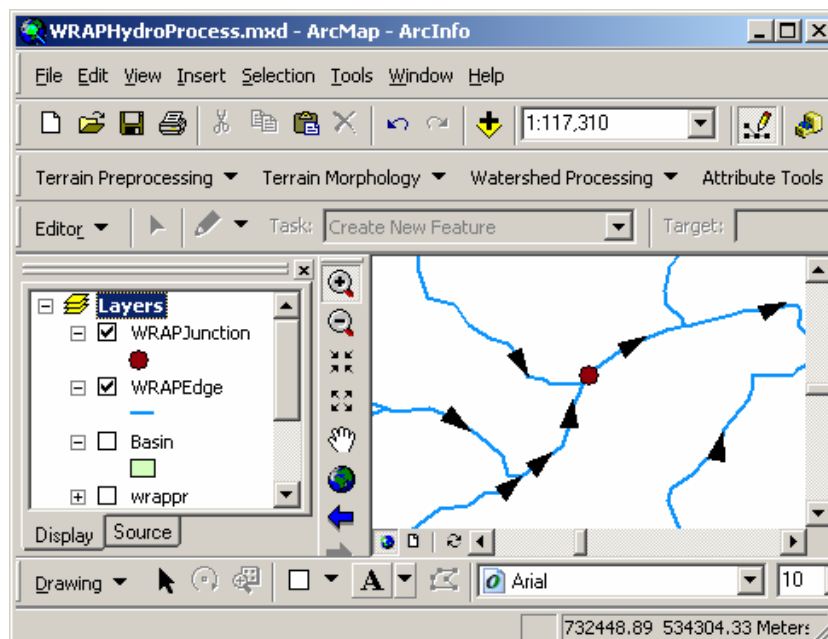 WRAPHydroProcess.mxd - ArcMap - ArcInfo
File Edit View Insert Selection Tools Window Help
1:117,310
Terrain Preprocessing Terrain Morphology Watershed Processing Attribute Tools
Editor Task: Create New Feature Target:
Layers
WRAPJunction
WRAPEdge
Basin
wrappr
Display Source
Drawing A Arial 10
732448.89 534304.33 Meters